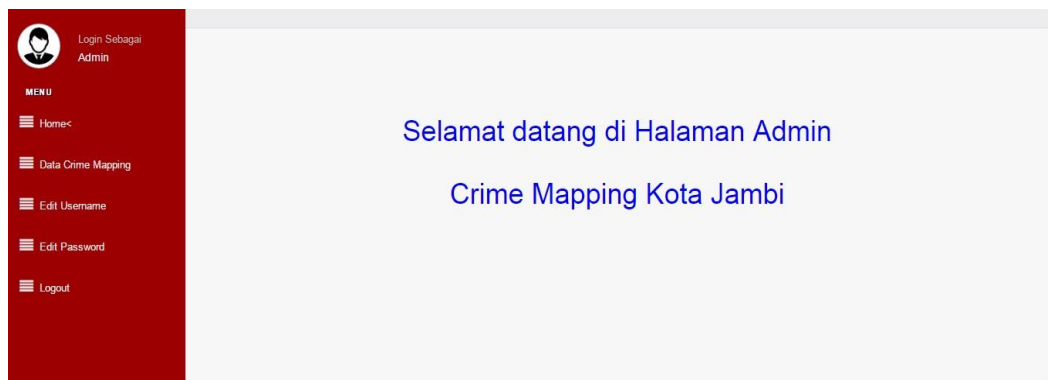 Login Sebagai
Admin
MENU
Home<
Data Crime Mapping
Edit Username
Edit Password
Logout
Selamat datang di Halaman Admin
Crime Mapping Kota Jambi